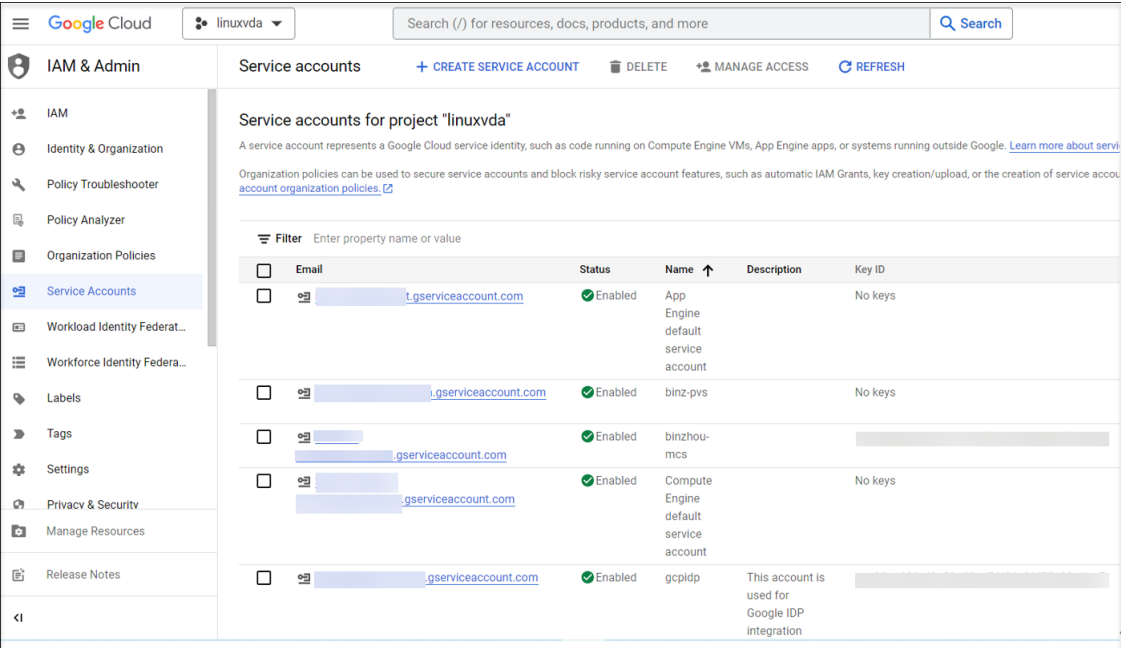 Google Cloud
linuxvda
Search (/) for resources, docs, products, and more
Search
IAM & Admin
Service accounts
CREATE SERVICE ACCOUNT
DELETE
MANAGE ACCESS
REFRESH
IAM
Identity & Organization
Policy Troubleshooter
Policy Analyzer
Organization Policies
Service Accounts
Workload Identity Federat...
Workforce Identity Federa...
Labels
Tags
Settings
Privacy & Security
Manage Resources
Release Notes
Service accounts for project "linuxvda"
A service account represents a Google Cloud service identity, such as code running on Compute Engine VMs, App Engine apps, or systems running outside Google. Learn more about servi
Organization policies can be used to secure service accounts and block risky service account features, such as automatic IAM Grants, key creation/upload, or the creation of service accou
account organization policies.
Filter Enter property name or value
Email Status Name Description Key ID
t.gserviceaccount.com Enabled App No keys
Engine
default
service
account
.gserviceaccount.com Enabled binz-pvs No keys
Enabled binzhou-
.gserviceaccount.com mcs
Enabled Compute No keys
.gserviceaccount.com Engine
default
service
account
.gserviceaccount.com Enabled gcpidp This account is
used for
Google IDP
integration